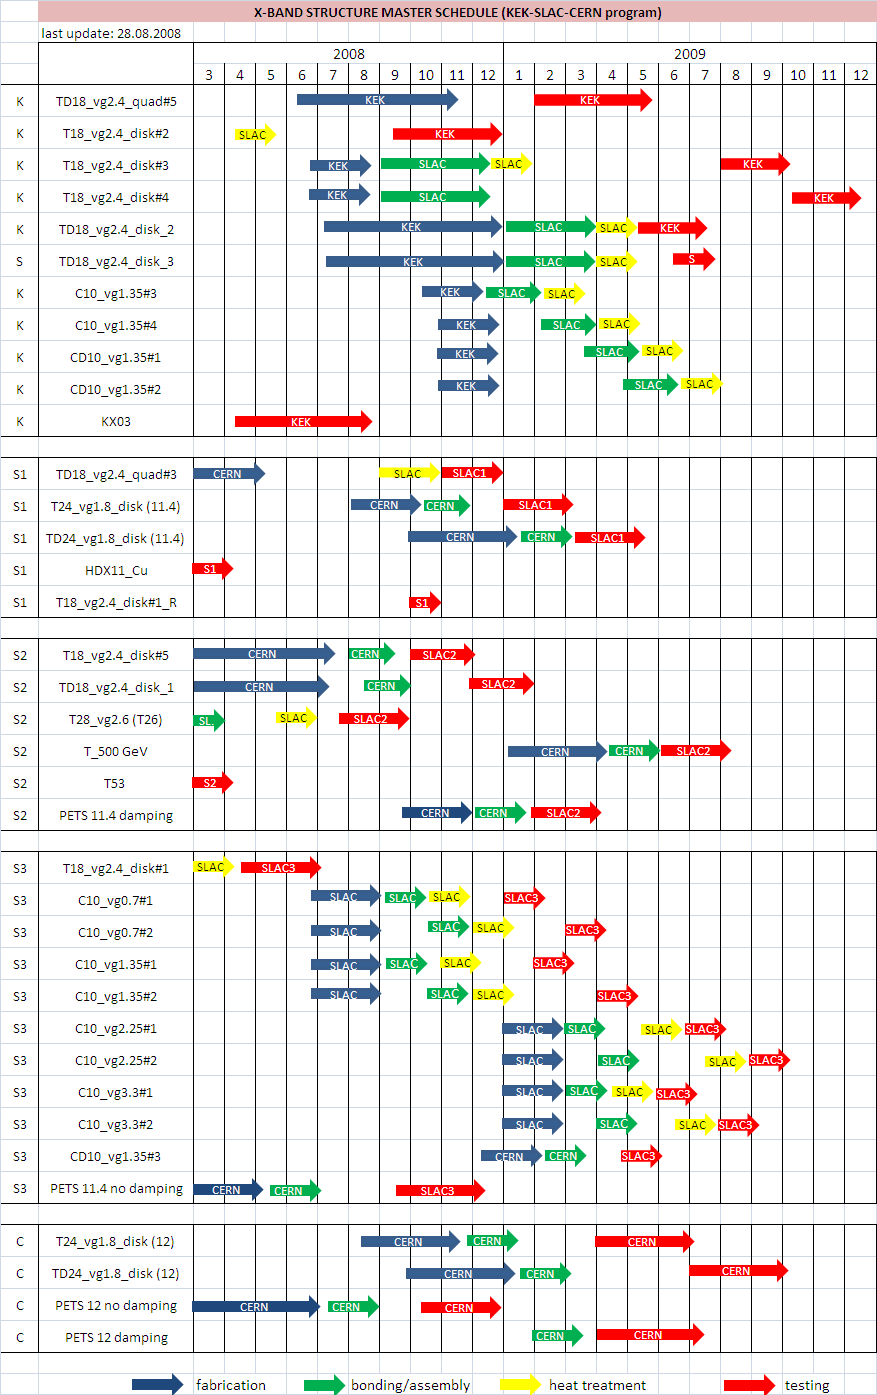 X-BAND STRUCTURE MASTER SCHEDULE (KEK-SLAC-CERN program)
last update: 28.08.2008
2008 2009
3 4 5 6 7 8 9 10 11 12 1 2 3 4 5 6 7 8 9 10 11 12
K TD18_vg2.4_quad#5 KEK KEK
K T18_vg2.4_disk#2 SLAC KEK
K T18_vg2.4_disk#3 KEK SLAC SLAC KEK
K T18_vg2.4_disk#4 KEK SLAC KEK
K TD18_vg2.4_disk_2 KEK SLAC SLAC KEK
S TD18_vg2.4_disk_3 KEK SLAC SLAC S
K C10_vg1.35#3 KEK SLAC SLAC
K C10_vg1.35#4 KEK SLAC SLAC
K CD10_vg1.35#1 KEK SLAC SLAC
K CD10_vg1.35#2 KEK SLAC SLAC
K KX03 KEK
S1 TD18_vg2.4_quad#3 CERN SLAC SLAC1
S1 T24_vg1.8_disk (11.4) CERN CERN SLAC1
S1 TD24_vg1.8_disk (11.4) CERN CERN SLAC1
S1 HDX11_Cu S1
S1 T18_vg2.4_disk#1_R S1
S2 T18_vg2.4_disk#5 CERN CERN SLAC2
S2 TD18_vg2.4_disk_1 CERN CERN SLAC2
S2 T28_vg2.6 (T26) SL. SLAC SLAC2
S2 T_500 GeV CERN CERN SLAC2
S2 T53 S2
S2 PETS 11.4 damping CERN CERN SLAC2
S3 T18_vg2.4_disk#1 SLAC SLAC3
S3 C10_vg0.7#1 SLAC SLAC SLAC SLAC3
S3 C10_vg0.7#2 SLAC SLAC SLAC SLAC3
S3 C10_vg1.35#1 SLAC SLAC SLAC SLAC3
S3 C10_vg1.35#2 SLAC SLAC SLAC SLAC3
S3 C10_vg2.25#1 SLAC SLAC SLAC SLAC3
S3 C10_vg2.25#2 SLAC SLAC SLAC SLAC3
S3 C10_vg3.3#1 SLAC SLAC SLAC SLAC3
S3 C10_vg3.3#2 SLAC SLAC SLAC SLAC3
S3 CD10_vg1.35#3 CERN CERN SLAC3
S3 PETS 11.4 no damping CERN CERN SLAC3
C T24_vg1.8_disk (12) CERN CERN CERN
C TD24_vg1.8_disk (12) CERN CERN CERN
C PETS 12 no damping CERN CERN CERN
C PETS 12 damping CERN CERN
fabrication bonding/assembly heat treatment testing